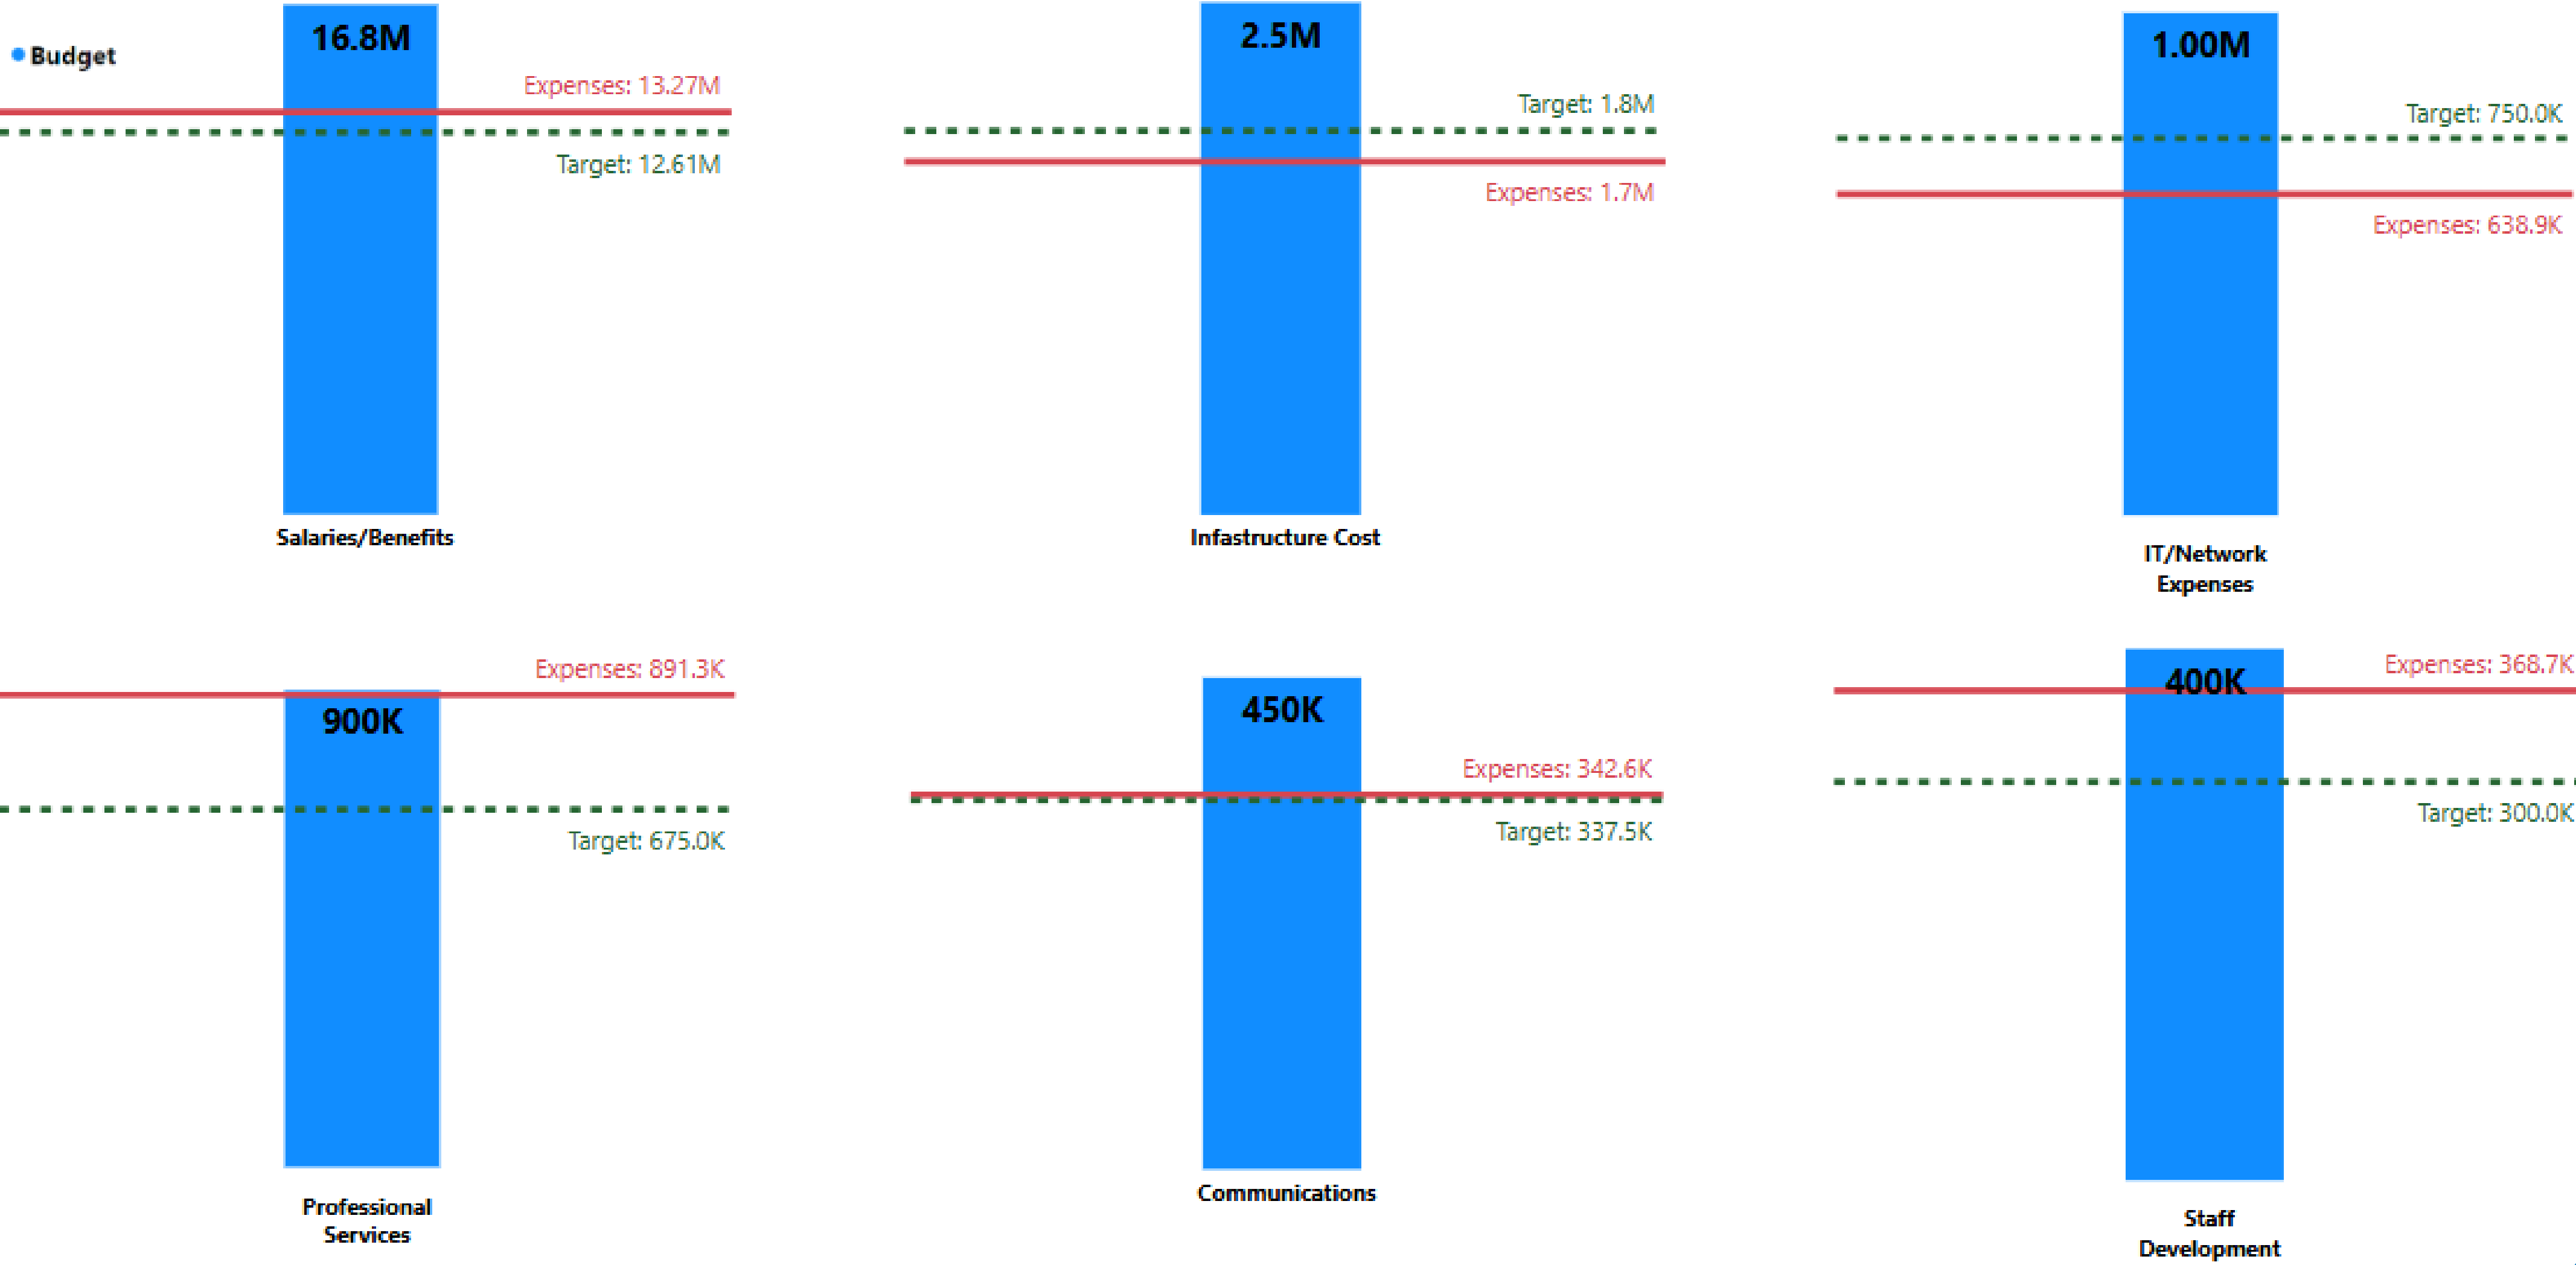 Budget
16.8M
Expenses: 13.27M
Target: 12.61M
Salaries/Benefits
2.5M
Target: 1.8M
Expenses: 1.7M
Infastructure Cost
1.00M
Target: 750.0K
Expenses: 638.9K
IT/Network
Expenses
Expenses: 891.3K
900K
Target: 675.0K
Professional
Services
450K
Expenses: 342.6K
Target: 337.5K
Communications
Expenses: 368.7K
400K
Target: 300.0K
Staff
Development